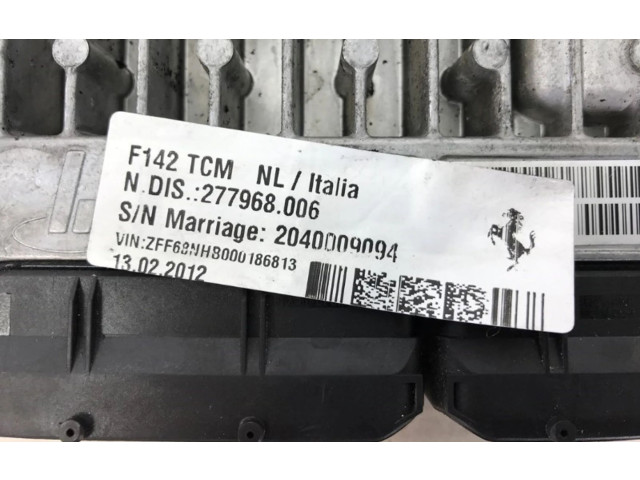 F142 TCM NL / Italia
N.DIS.:277968.006
S/N Marriage: 2040009094
VIN:ZFF68NHB000186813
13.02.2012